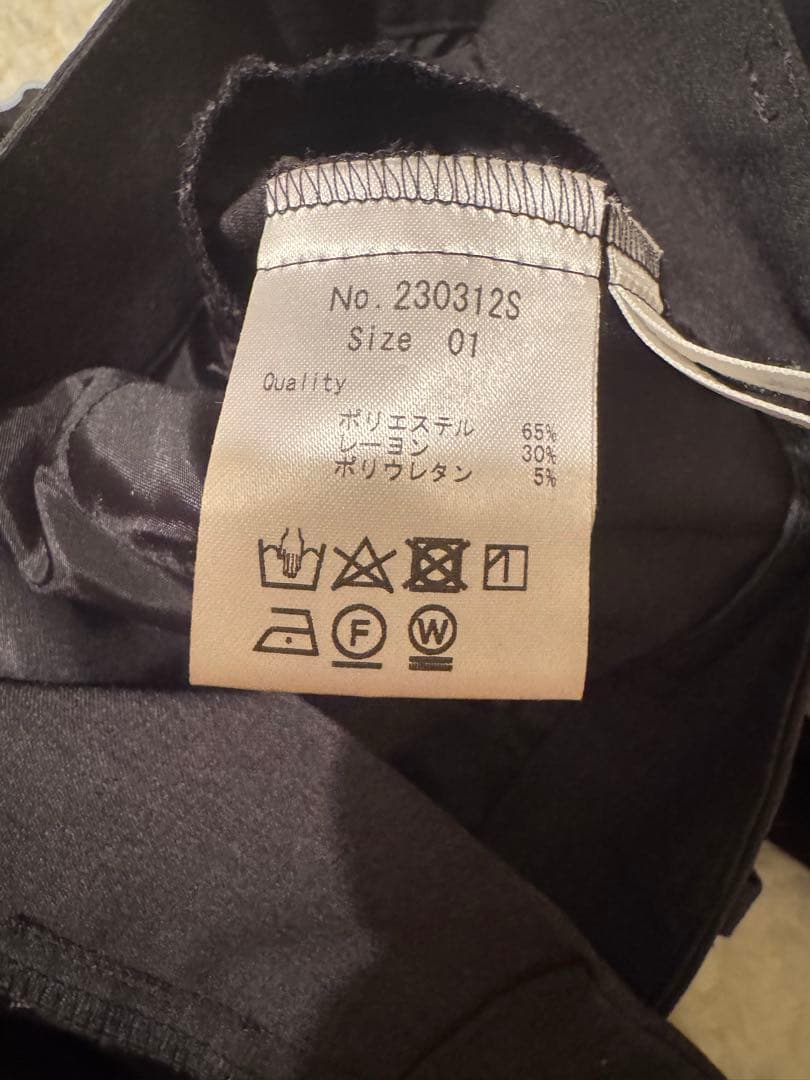 No. 230312S
Size 01
Quality
ポリエステル 65%
レーヨン 30%
ポリウレタン 5%
F
W